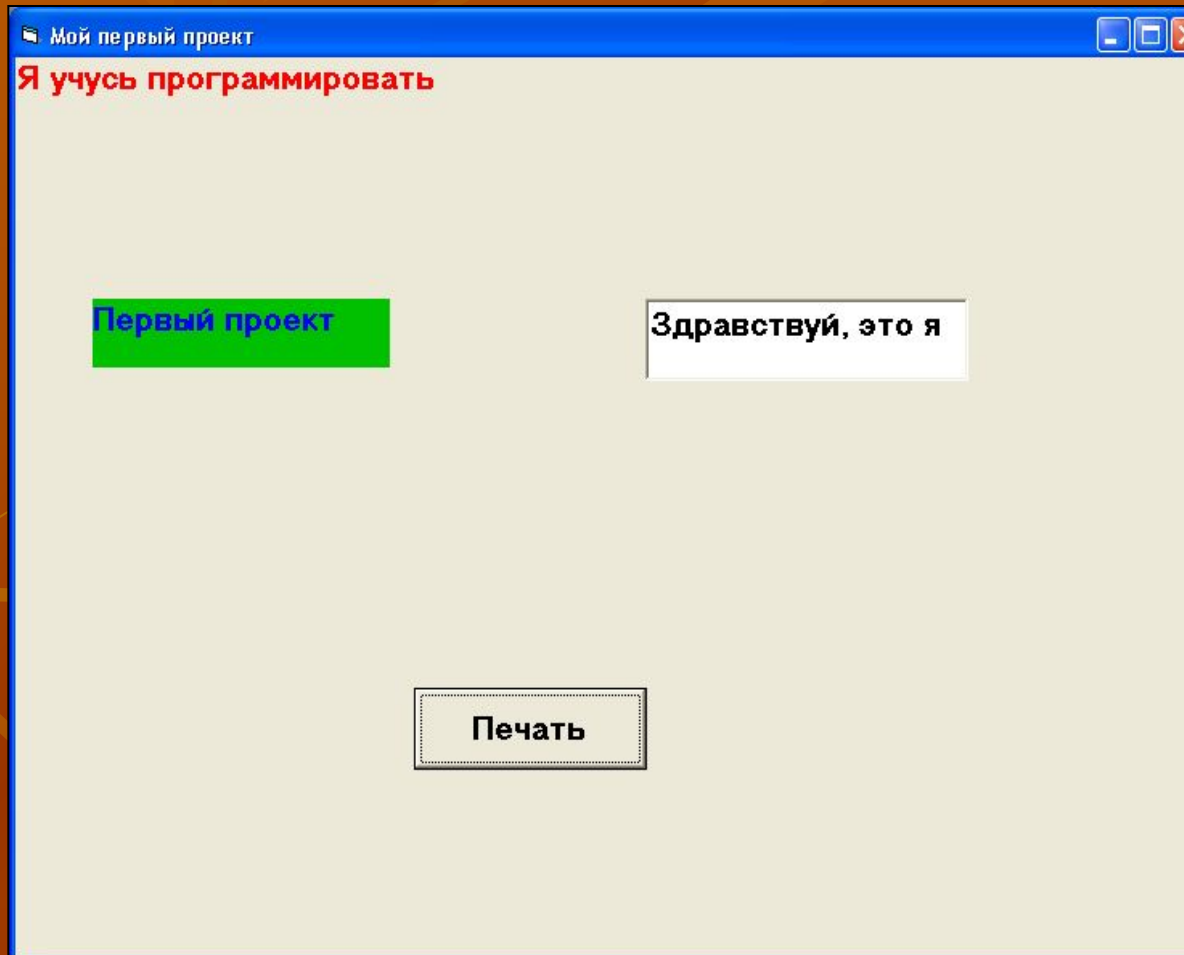 Мой первый проект
Я учусь программировать
Первый проект
Здравствуй, это я
Печать